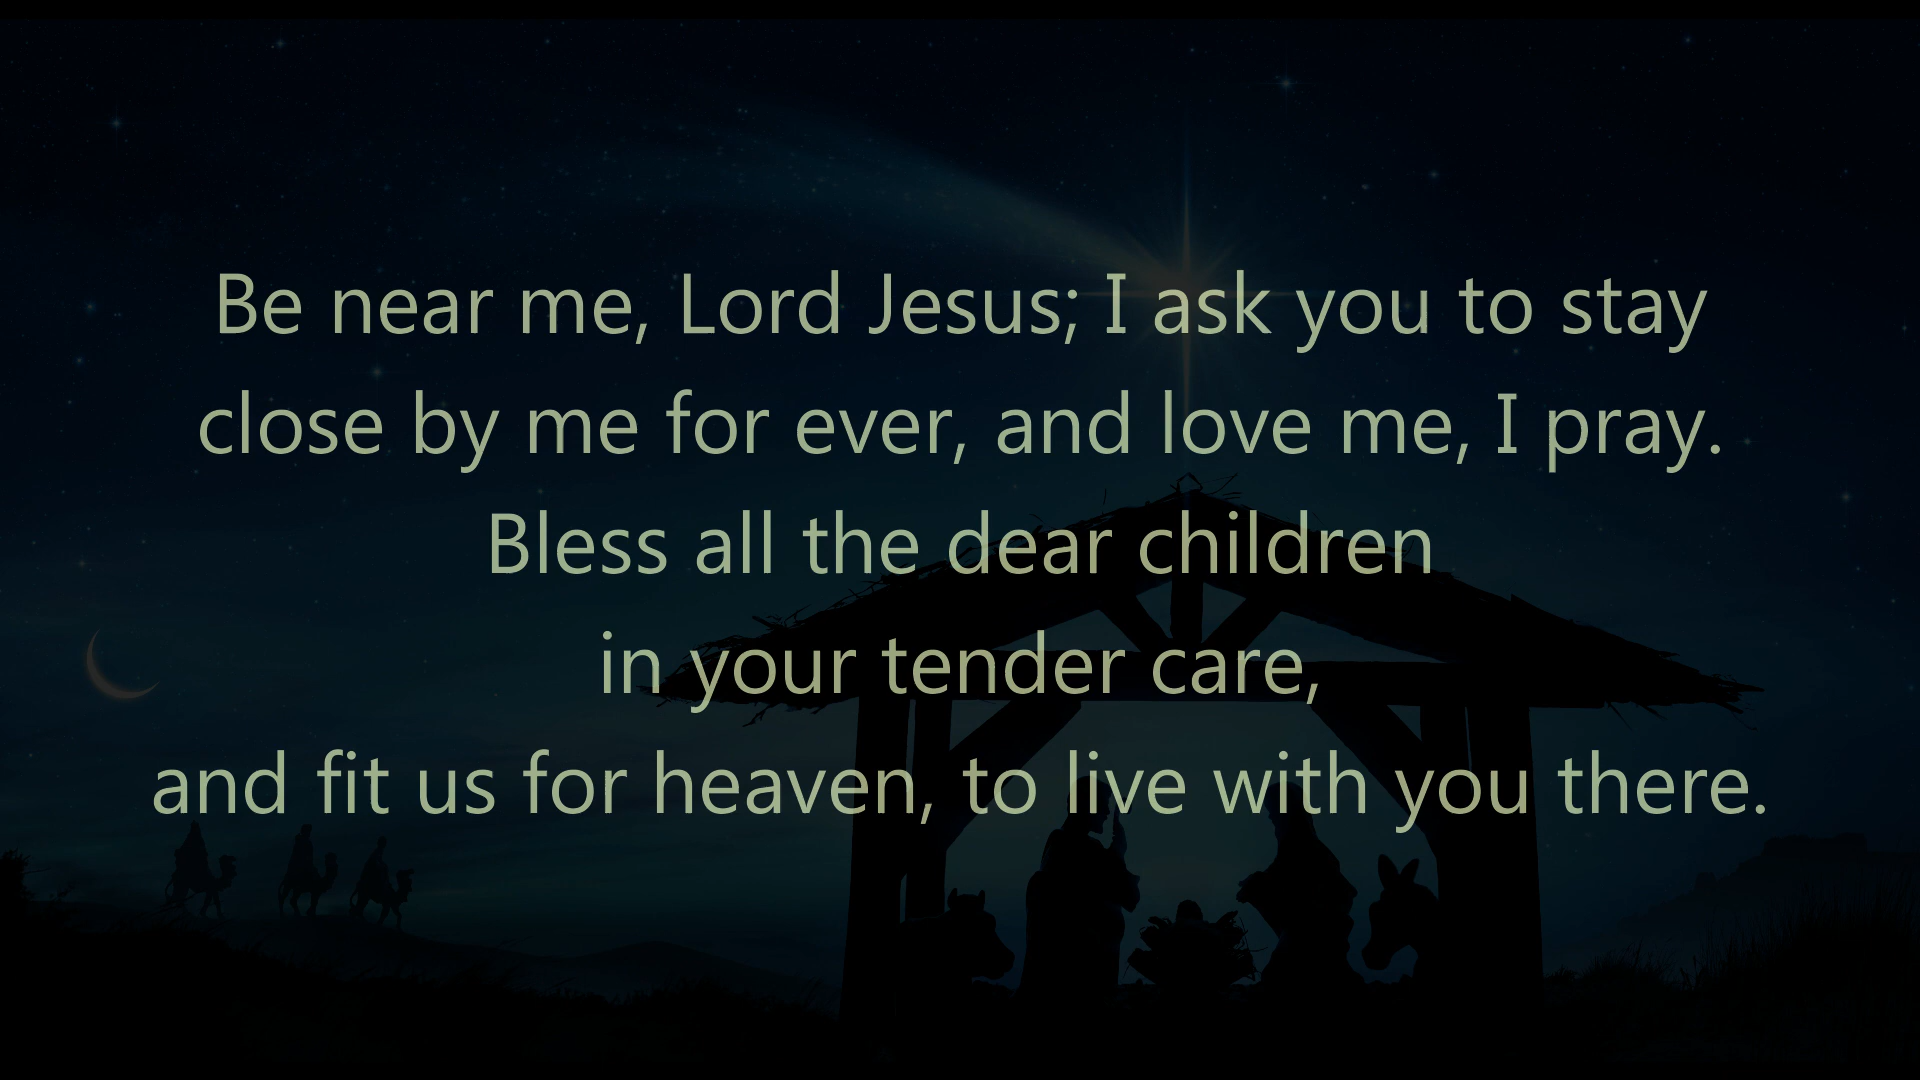 Be near me, Lord Jesus; I ask you to stay
close by me for ever, and love me, I pray.
Bless all the dear children
in your tender care,
and fit us for heaven, to live with you there.